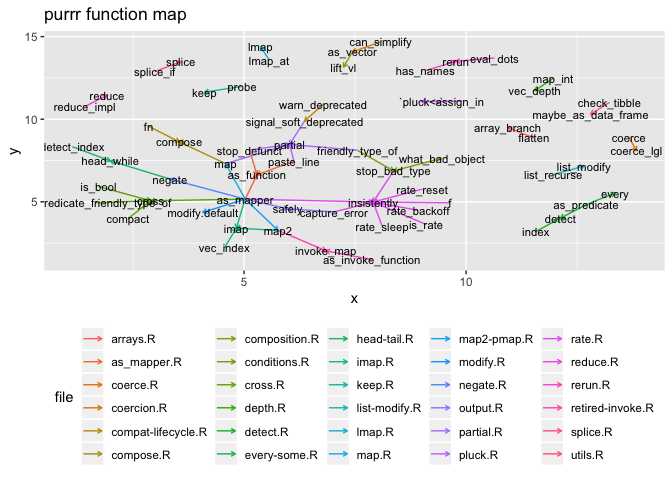 purrr function map
15
10
5
y
lmap
can_simplify
as_vector
lmap_at
lift_vl
splice
splice_if
has_names
rerun
eval_dots
keep
probe
map_int
vec_depth
reduce
reduce_impl
warn_deprecated
signal_soft_deprecated
`pluck<-
assign_in
check_tibble
maybe_as_data_frame
fn
compose
array_branch
flatten
coerce
coerce_lgl
detect_index
head_while
stop_defunct
partial
friendly_type_of
map
paste_line
as_function
what_bad_object
stop_bad_type
list_modify
list_recurse
negate
is_bool
as_mapper
insistently
rate_reset
f
compact
modify.default
safely
capture_error
rate_backoff
rate_sleep
is_rate
every
as_predicate
detect
index
imap
map2
vec_index
invoke_map
as_invoke_function
5
10
x
file
arrays.R
as_mapper.R
coerce.R
coercion.R
compat-lifecycle.R
compose.R
composition.R
conditions.R
cross.R
depth.R
detect.R
every-some.R
head-tail.R
imap.R
keep.R
list-modify.R
lmap.R
map.R
map2-pmap.R
modify.R
negate.R
output.R
partial.R
pluck.R
rate.R
reduce.R
rerun.R
retired-invoke.R
splice.R
utils.R